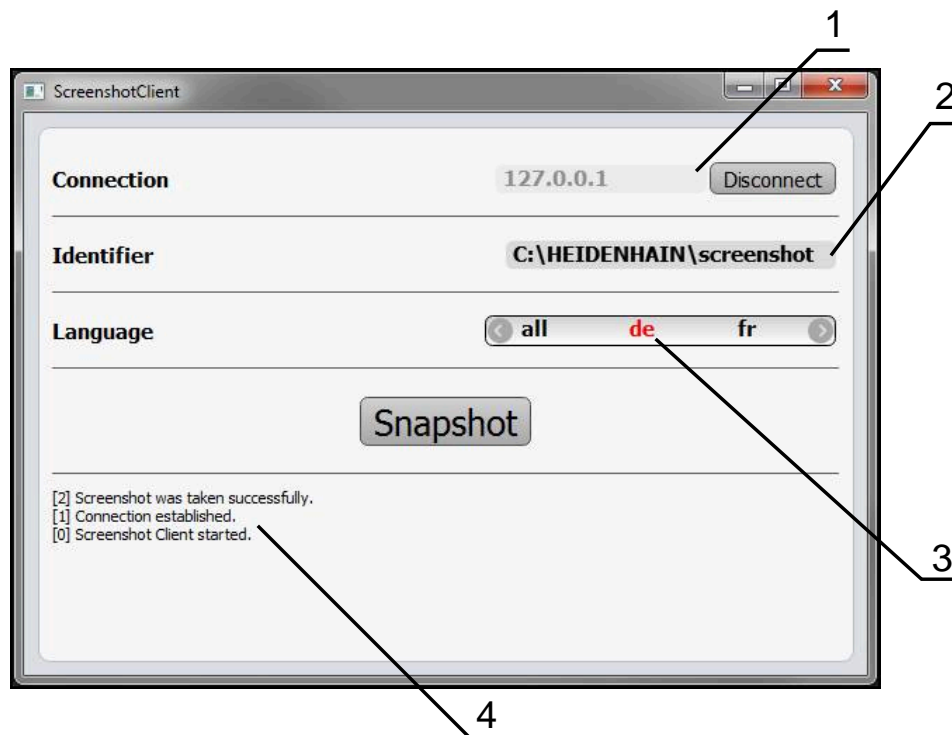 1
ScreenshotClient
2
Connection 127.0.0.1 Disconnect
Identifier C:\HEIDENHAIN\screenshot
Language all de fr
Snapshot
[2] Screenshot was taken successfully.
[1] Connection established.
[0] Screenshot Client started.
3
4